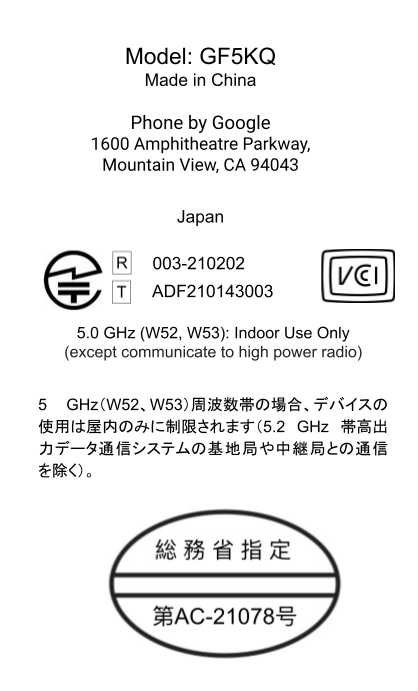 Model: GF5KQ
Made in China
Phone by Google
1600 Amphitheatre Parkway,
Mountain View, CA 94043
Japan
R 003-210202
T ADF210143003
VCI
5.0 GHz (W52, W53): Indoor Use Only
(except communicate to high power radio)
5 GHz(W52、W53)周波数帯の場合、デバイスの
使用は屋内のみに制限されます(5.2 GHz 帯高出
力データ通信システムの基地局や中継局との通信
を除く)。
総務省指定
第AC-21078号